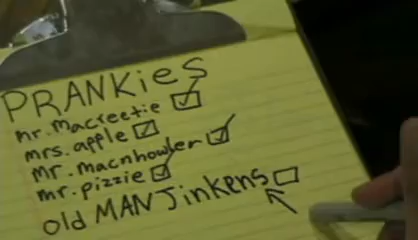 PRANKiES
mr. macreetie
mrs. apple
mr. macnhowler
mr. pizzie
old MAN Jinkens